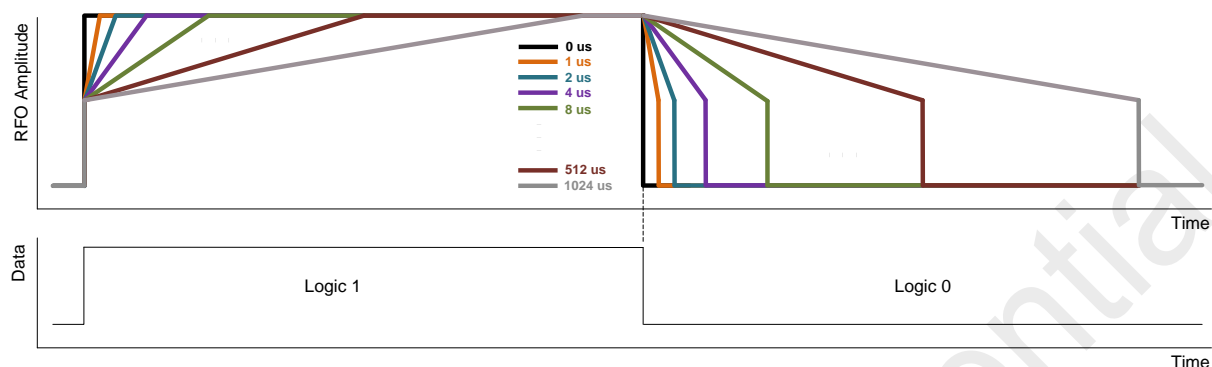 RFO Amplitude
0 us
1 us
2 us
4 us
8 us
512 us
1024 us
Time
Data
Logic 1
Logic 0
Time
ential